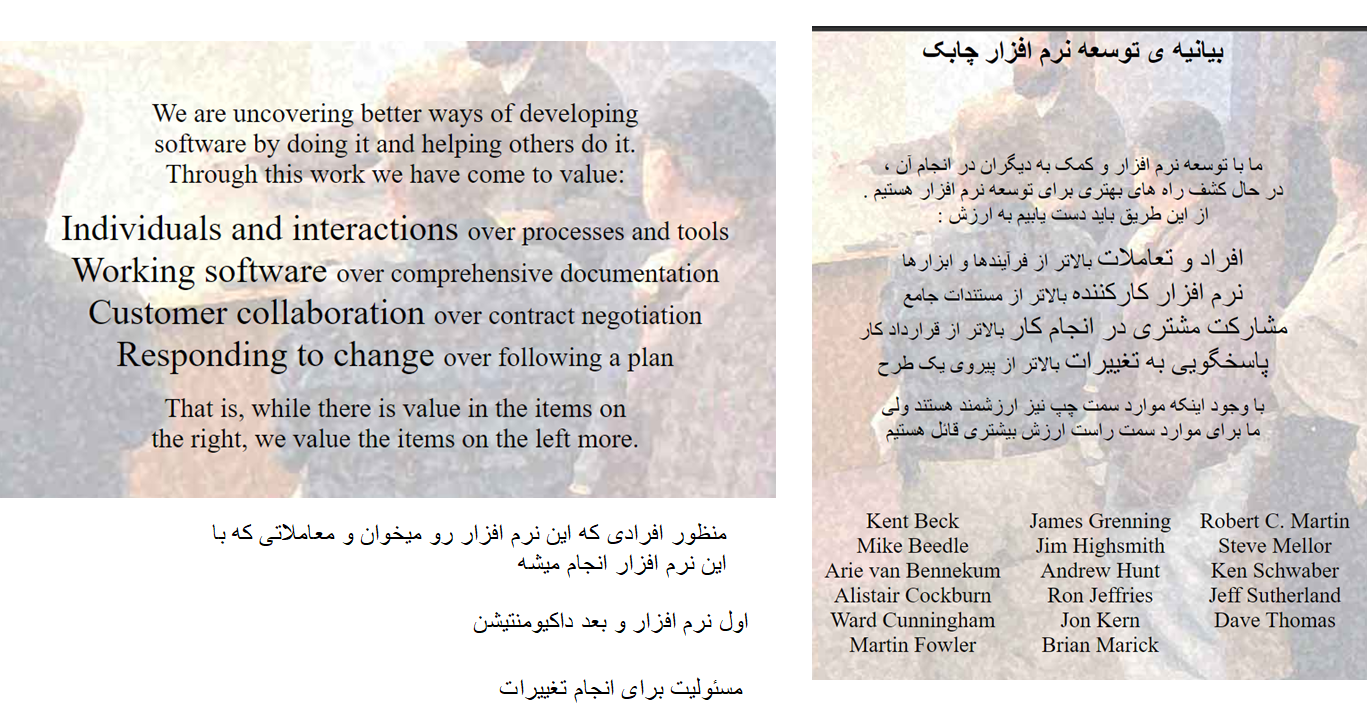 We are uncovering better ways of developing
software by doing it and helping others do it.
Through this work we have come to value:
Individuals and interactions over processes and tools
Working software over comprehensive documentation
Customer collaboration over contract negotiation
Responding to change over following a plan
That is, while there is value in the items on
the right, we value the items on the left more.
منظور افرادی که این نرم افزار رو میخوان و معاملاتی که با
این نرم افزار انجام میشه
اول نرم افزار و بعد داکیومنتیشن
مسئولیت برای انجام تغییرات
بیانیه ی توسعه نرم افزار چابک
ما با توسعه نرم افزار و کمک به دیگران در انجام آن ،
در حال کشف راه های بهتری برای توسعه نرم افزار هستیم .
از این طریق باید دست یابیم به ارزش :
افراد و تعاملات بالاتر از فرآیندها و ابزارها
نرم افزار کارکننده بالاتر از مستندات جامع
مشارکت مشتری در انجام کار بالاتر از قرارداد کار
پاسخگویی به تغییرات بالاتر از پیروی یک طرح
با وجود اینکه موارد سمت چپ نیز ارزشمند هستند ولی
ما برای موارد سمت راست ارزش بیشتری قائل هستیم
Kent Beck
Mike Beedle
Arie van Bennekum
Alistair Cockburn
Ward Cunningham
Martin Fowler
James Grenning
Jim Highsmith
Andrew Hunt
Ron Jeffries
Jon Kern
Brian Marick
Robert C. Martin
Steve Mellor
Ken Schwaber
Jeff Sutherland
Dave Thomas